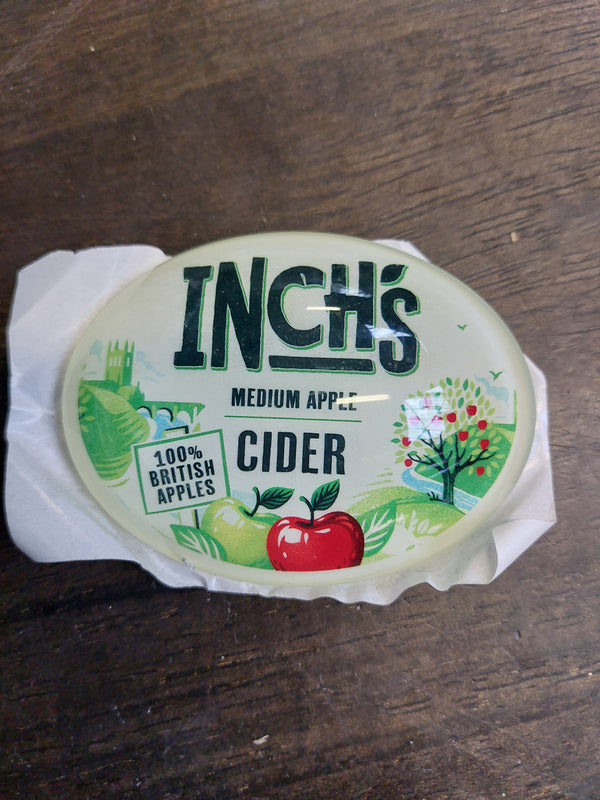 INCH'S
MEDIUM APPLE
CIDER
100%
BRITISH
APPLES